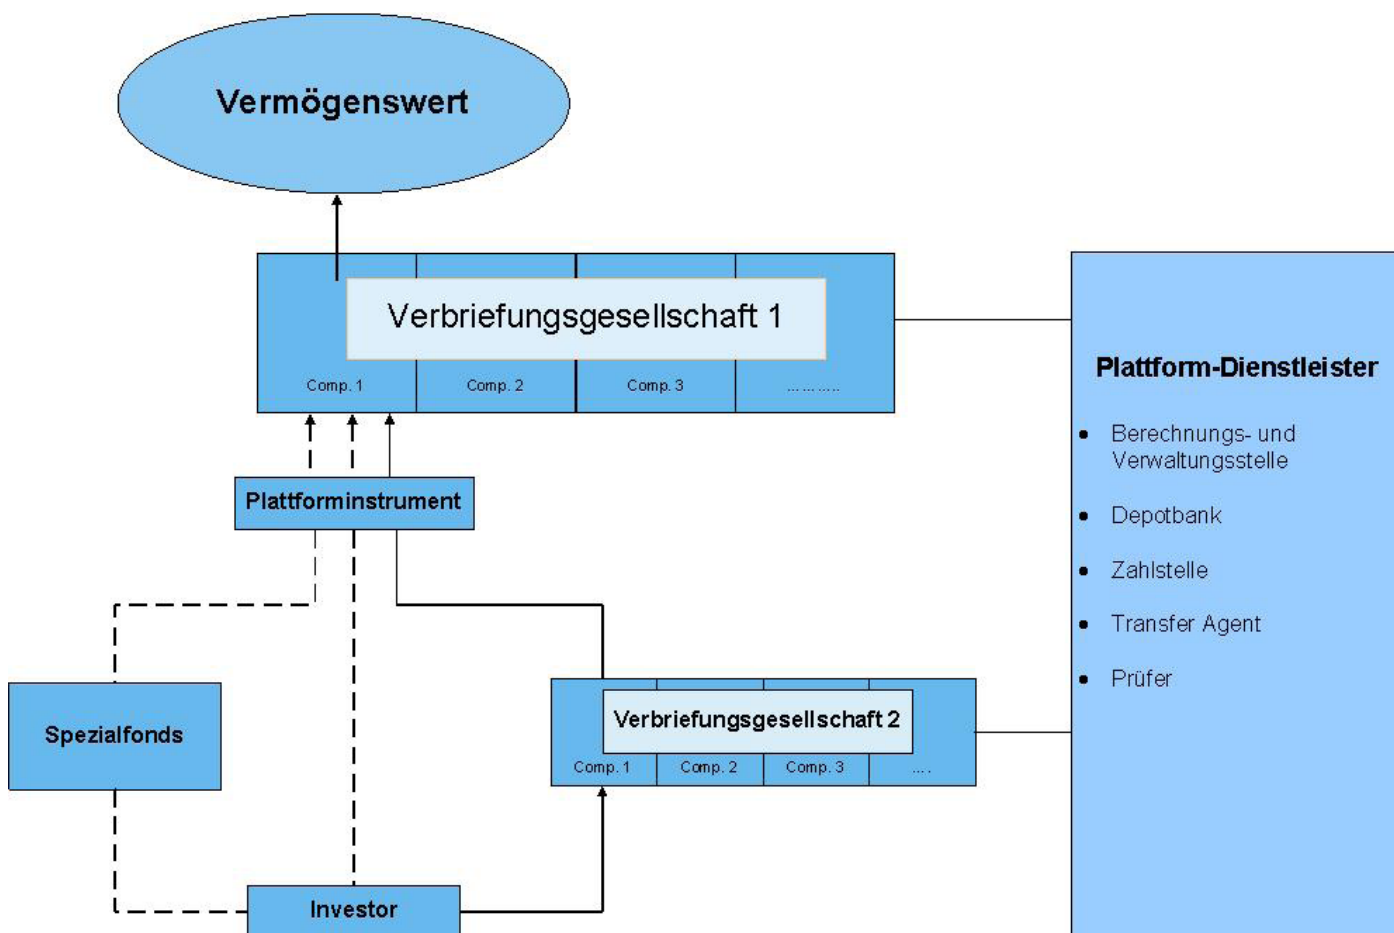 Vermögenswert
Verbriefungsgesellschaft 1
Comp. 1
Comp. 2
Comp. 3
...........
Plattforminstrument
Spezialfonds
Verbriefungsgesellschaft 2
Comp. 1
Comp. 2
Comp. 3
....
Investor
Plattform-Dienstleister
• Berechnungs- und
Verwaltungsstelle
• Depotbank
• Zahlstelle
• Transfer Agent
• Prüfer